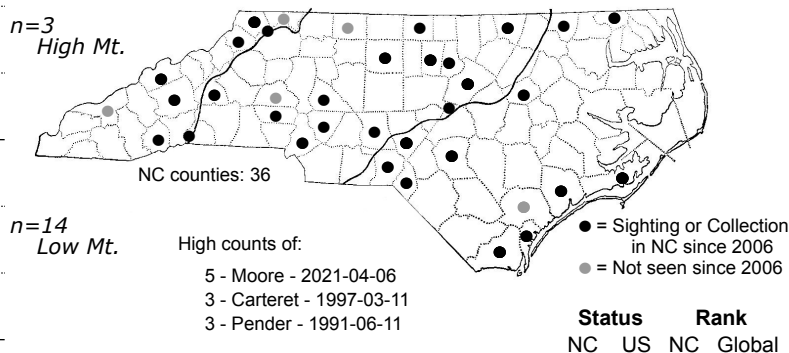 n=3
High Mt.
NC counties: 36
n=14
Low Mt.
High counts of:
5 - Moore - 2021-04-06
3 - Carteret - 1997-03-11
3 - Pender - 1991-06-11
● = Sighting or Collection
in NC since 2006
● = Not seen since 2006
Status Rank
NC US NC Global